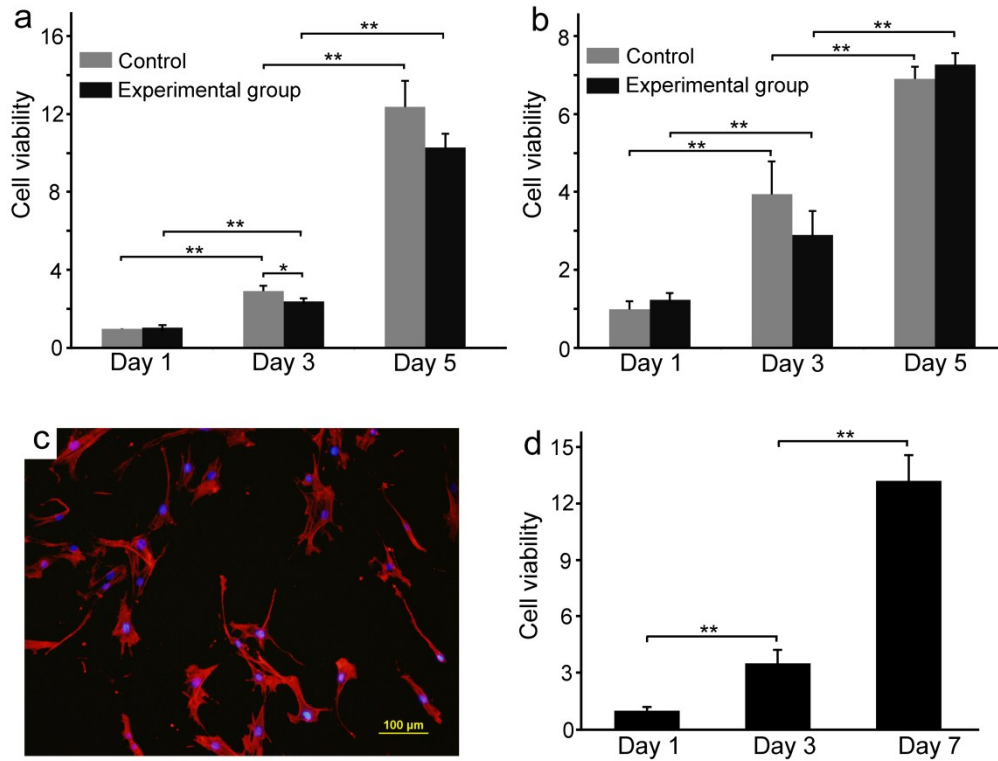 a
16
12
8
4
0
Cell viability
Control
Experimental group
**
**
**
**
*
Day 1 Day 3 Day 5
b
8
6
4
2
0
Cell viability
Control
Experimental group
**
**
**
**
Day 1 Day 3 Day 5
c
100 µm
d
15
12
9
6
3
0
Cell viability
**
**
Day 1 Day 3 Day 7